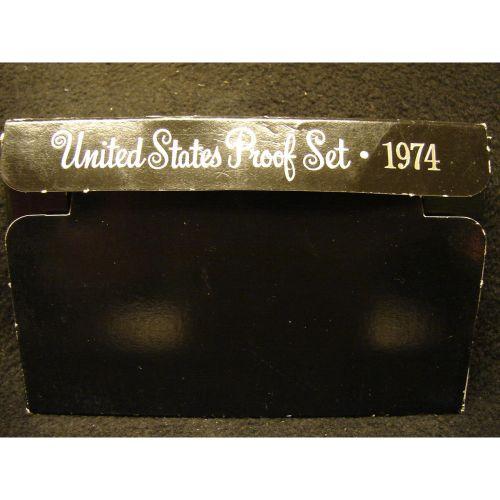 United States Proof Set • 1974